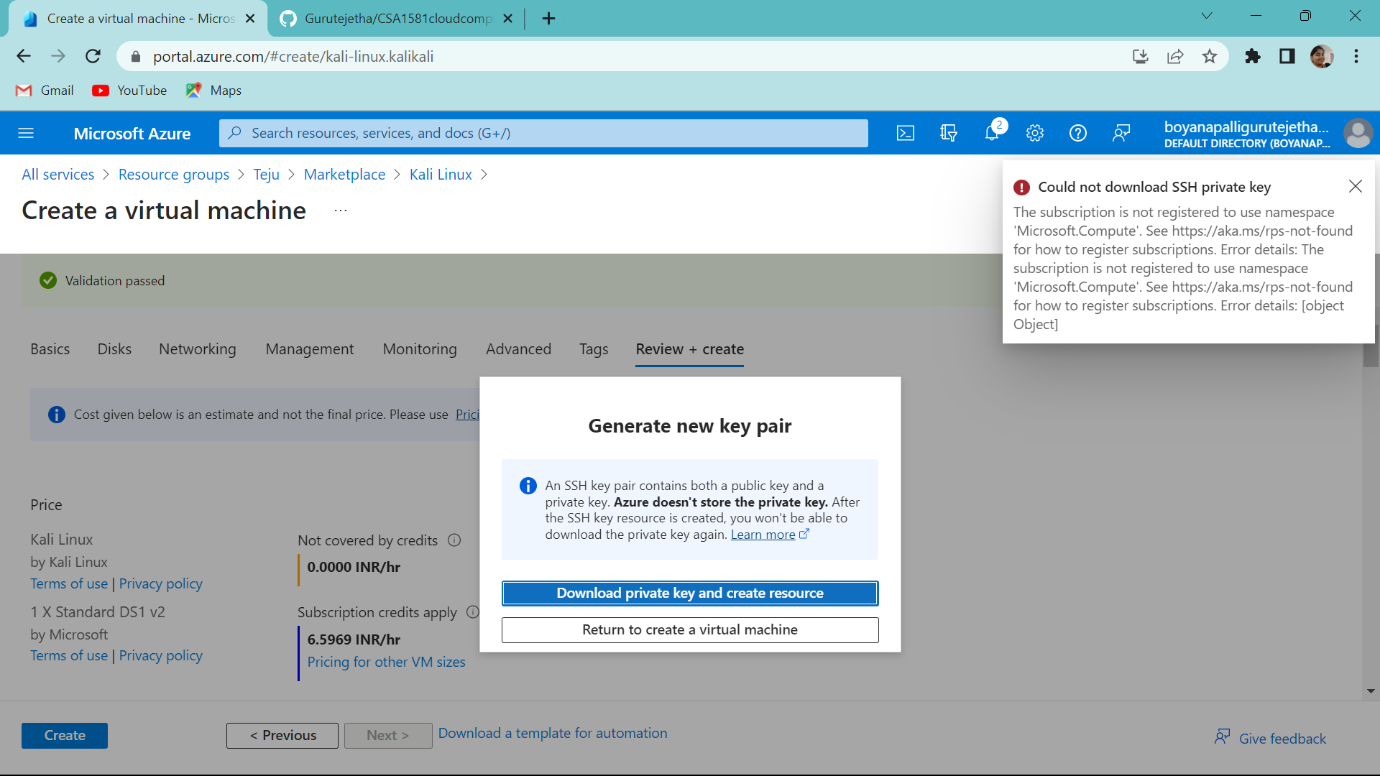 Create a virtual machine - Micros
Gurutejetha/CSA1581cloudcomp
portal.azure.com/#create/kali-linux.kalikali
Gmail
YouTube
Maps
Microsoft Azure
Search resources, services, and docs (G+/)
2
boyanapalligurutejetha...
DEFAULT DIRECTORY (BOYANAP...
All services > Resource groups > Teju > Marketplace > Kali Linux >
Create a virtual machine ...
Could not download SSH private key
The subscription is not registered to use namespace
'Microsoft.Compute'. See https://aka.ms/rps-not-found
for how to register subscriptions. Error details: The
subscription is not registered to use namespace
'Microsoft.Compute'. See https://aka.ms/rps-not-found
for how to register subscriptions. Error details: [object
Object]
Validation passed
Basics Disks Networking Management Monitoring Advanced Tags Review + create
Cost given below is an estimate and not the final price. Please use Prici
Generate new key pair
An SSH key pair contains both a public key and a
private key. Azure doesn't store the private key. After
the SSH key resource is created, you won't be able to
download the private key again. Learn more
Download private key and create resource
Return to create a virtual machine
Price
Kali Linux
by Kali Linux
Terms of use | Privacy policy
Not covered by credits
0.0000 INR/hr
1 X Standard DS1 v2
by Microsoft
Terms of use | Privacy policy
Subscription credits apply
6.5969 INR/hr
Pricing for other VM sizes
Create
< Previous
Next >
Download a template for automation
Give feedback